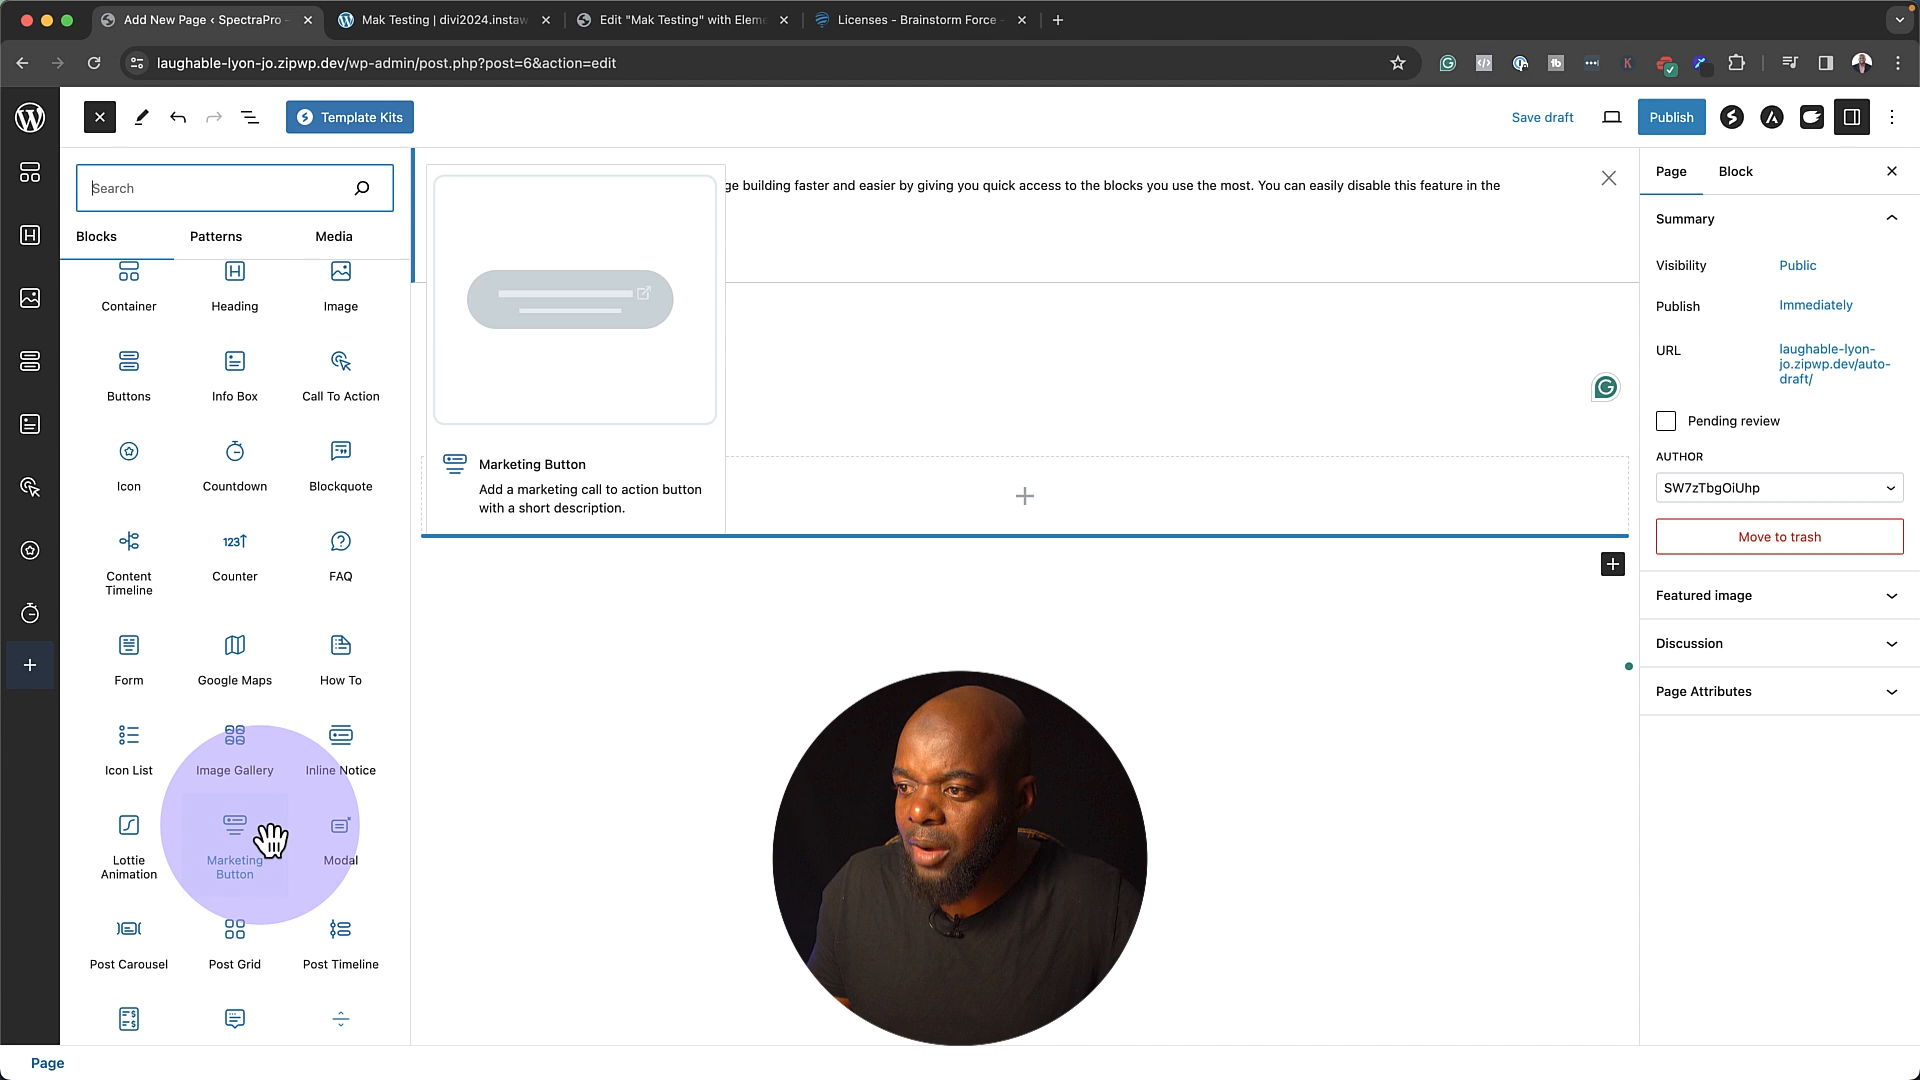 Add New Page ‹ SpectraPro –
Mak Testing | divi2024.instaw
Edit "Mak Testing" with Eleme
Licenses - Brainstorm Force -
laughable-lyon-jo.zipwp.dev/wp-admin/post.php?post=6&action=edit
Template Kits
Save draft
Publish
Search
ge building faster and easier by giving you quick access to the blocks you use the most. You can easily disable this feature in the
Page
Block
Blocks
Patterns
Media
Summary
Container
Heading
Image
Visibility
Public
Publish
Immediately
URL
laughable-lyon-
jo.zipwp.dev/auto-
draft/
Buttons
Info Box
Call To Action
Pending review
AUTHOR
SW7zTbgOiUhp
Icon
Countdown
Blockquote
Marketing Button
Add a marketing call to action button
with a short description.
Move to trash
123
Content
Timeline
Counter
FAQ
Featured image
Discussion
Form
Google Maps
How To
Page Attributes
Icon List
Image Gallery
Inline Notice
Lottie
Animation
Marketing
Button
Modal
Post Carousel
Post Grid
Post Timeline
Page